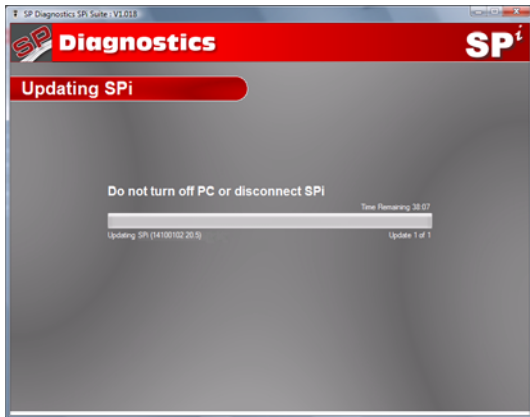 SP Diagnostics SPi Suite : V1.018
SP Diagnostics SPi
Updating SPi
Do not turn off PC or disconnect SPi
Time Remaining 38:07
Updating SPi (14100102 20.5) Update 1 of 1